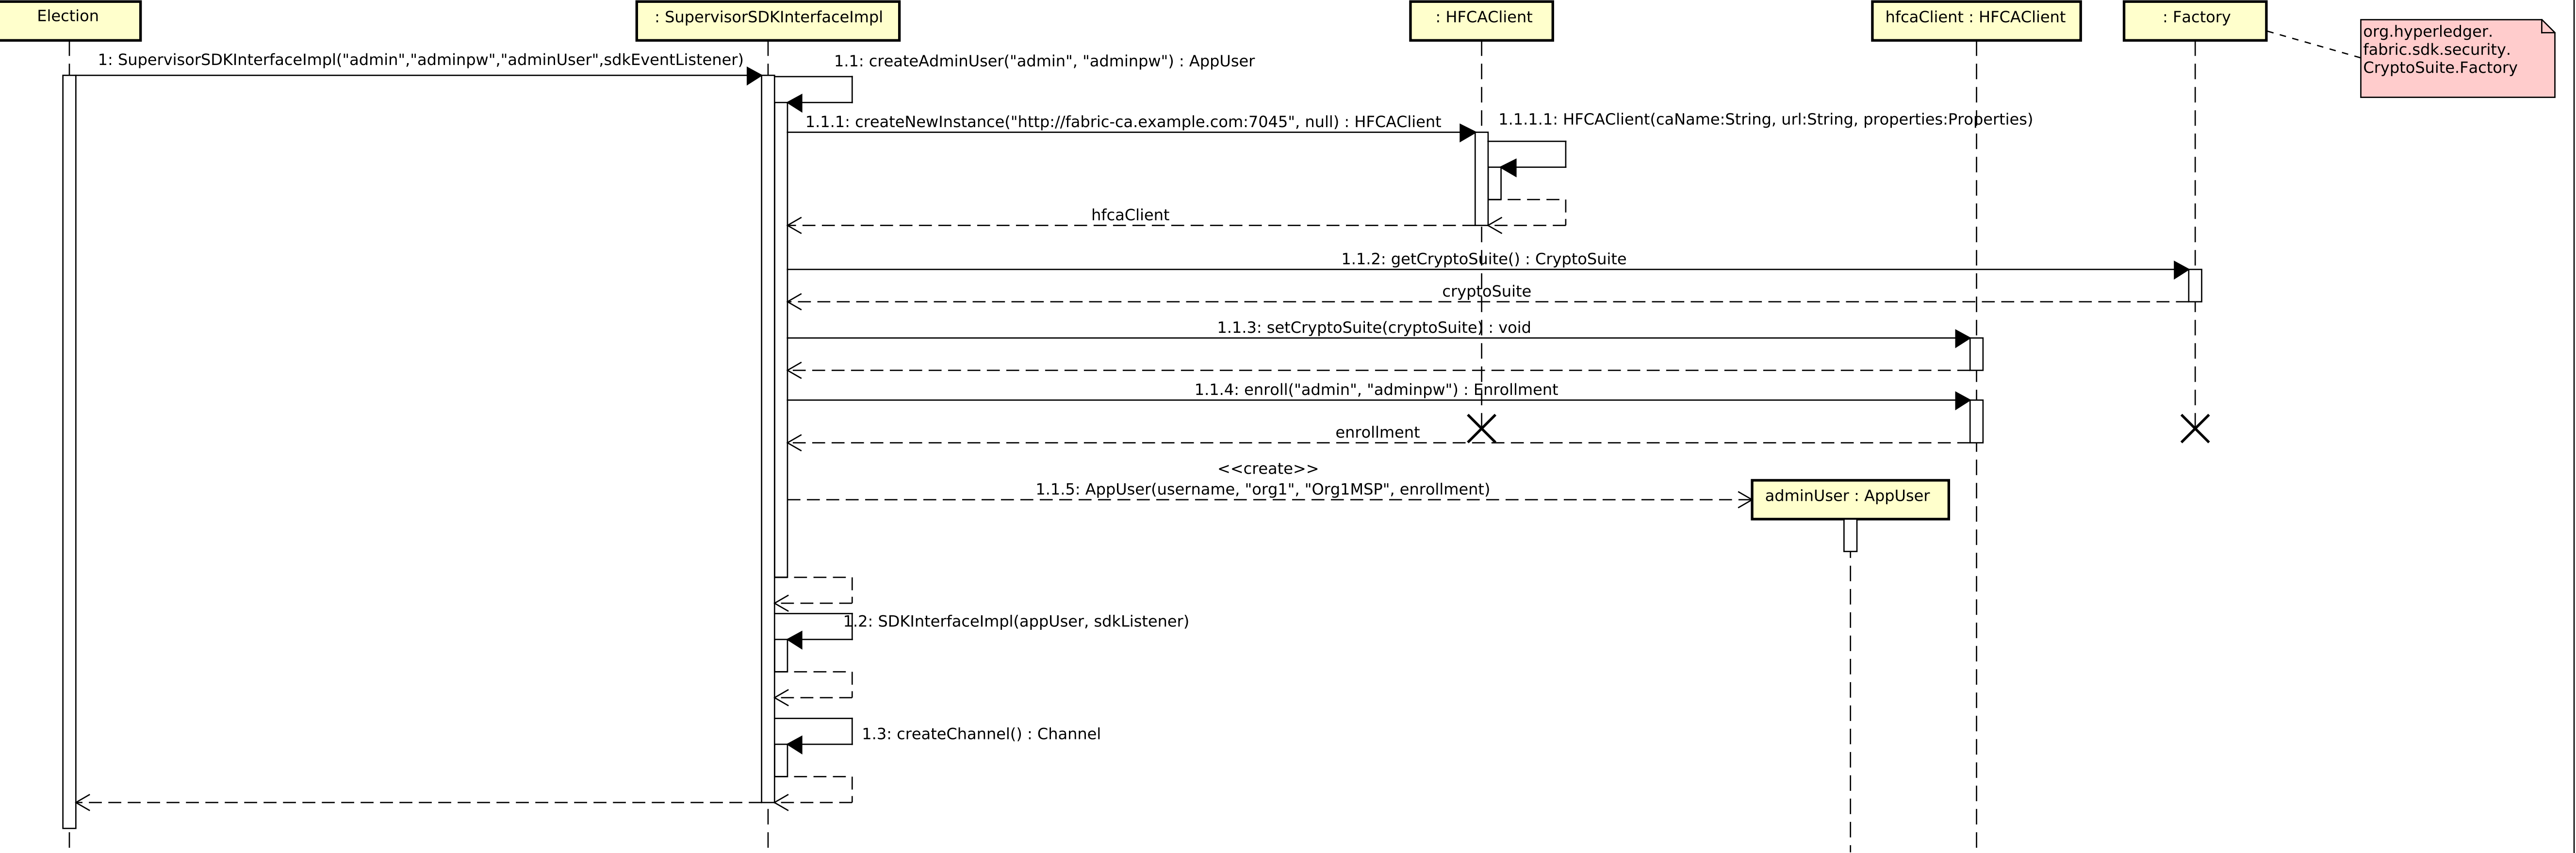 Election
: SupervisorSDKInterfaceImpl
: HFCAClient
hfcaClient : HFCAClient
: Factory
org.hyperledger.
fabric.sdk.security.
CryptoSuite.Factory
1: SupervisorSDKInterfaceImpl("admin","adminpw","adminUser",sdkEventListener)
1.1: createAdminUser("admin", "adminpw") : AppUser
1.1.1: createNewInstance("http://fabric-ca.example.com:7045", null) : HFCAClient
1.1.1.1: HFCAClient(caName:String, url:String, properties:Properties)
hfcaClient
1.1.2: getCryptoSuite() : CryptoSuite
cryptoSuite
1.1.3: setCryptoSuite(cryptoSuite) : void
1.1.4: enroll("admin", "adminpw") : Enrollment
enrollment
<<create>>
1.1.5: AppUser(username, "org1", "Org1MSP", enrollment)
adminUser : AppUser
1.2: SDKInterfaceImpl(appUser, sdkListener)
1.3: createChannel() : Channel